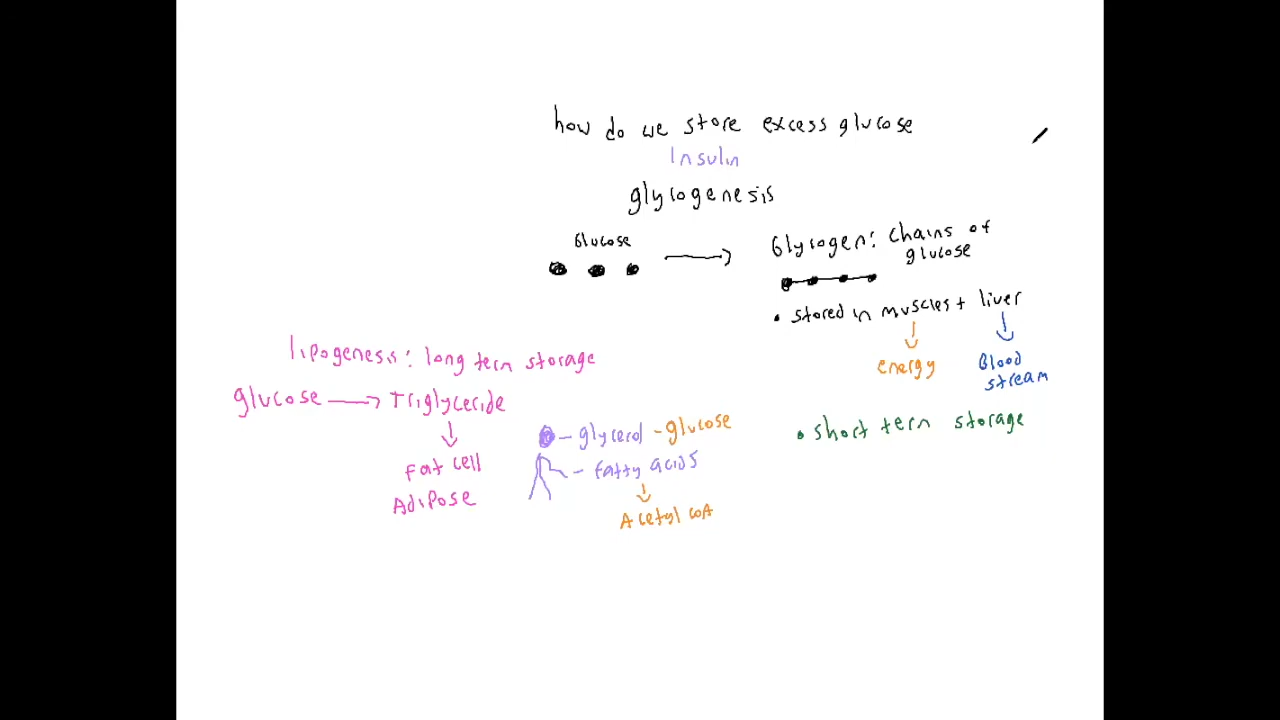 how do we store excess glucose
Insulin
glycogenesis
Glucose
Glycogen: Chains of
glucose
• stored in muscles + liver
energy
Blood
stream
• short term storage
lipogenesis: long term storage
glucose → Triglyceride
fat cell
Adipose
– glycerol – glucose
– fatty acids
Acetyl coA